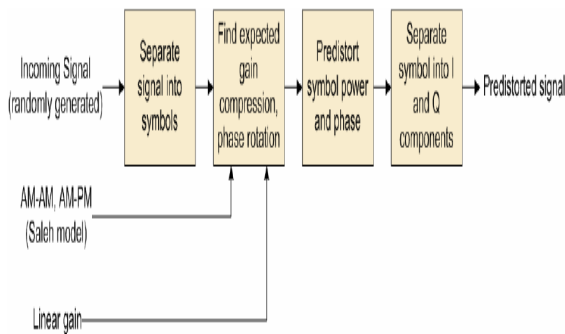 Incoming Signal
(randomly generated)
Separate
signal into
symbols
Find expected
gain
compression,
phase rotation
Predistort
symbol power
and phase
Separate
symbol into I
and Q
components
Predistorted signal
AM-AM, AM-PM
(Saleh model)
Linear gain